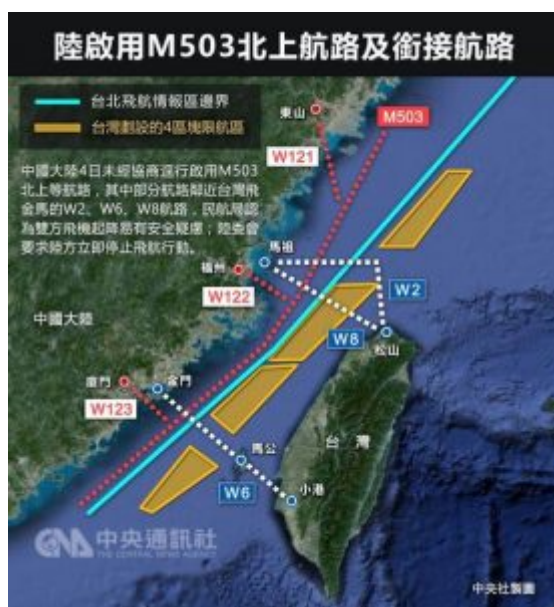 陸啟用M503北上航路及銜接航路
台北飛航情報區邊界
台灣劃設的4區塊限航區
中國大陸4日未經協商逕行啟用M503
北上等航路，其中部分航路鄰近台灣飛
金馬的W2、W6、W8航路，民航局認
為雙方飛機起降易有安全疑慮；陸委會
要求陸方立即停止飛航行動。
東山
M503
W121
馬祖
福州
W122
W2
W8
松山
中國大陸
廈門
金門
W123
馬公
台灣
W6
小港
CNA 中央通訊社
THE CENTRAL NEWS AGENCY
中央社製圖